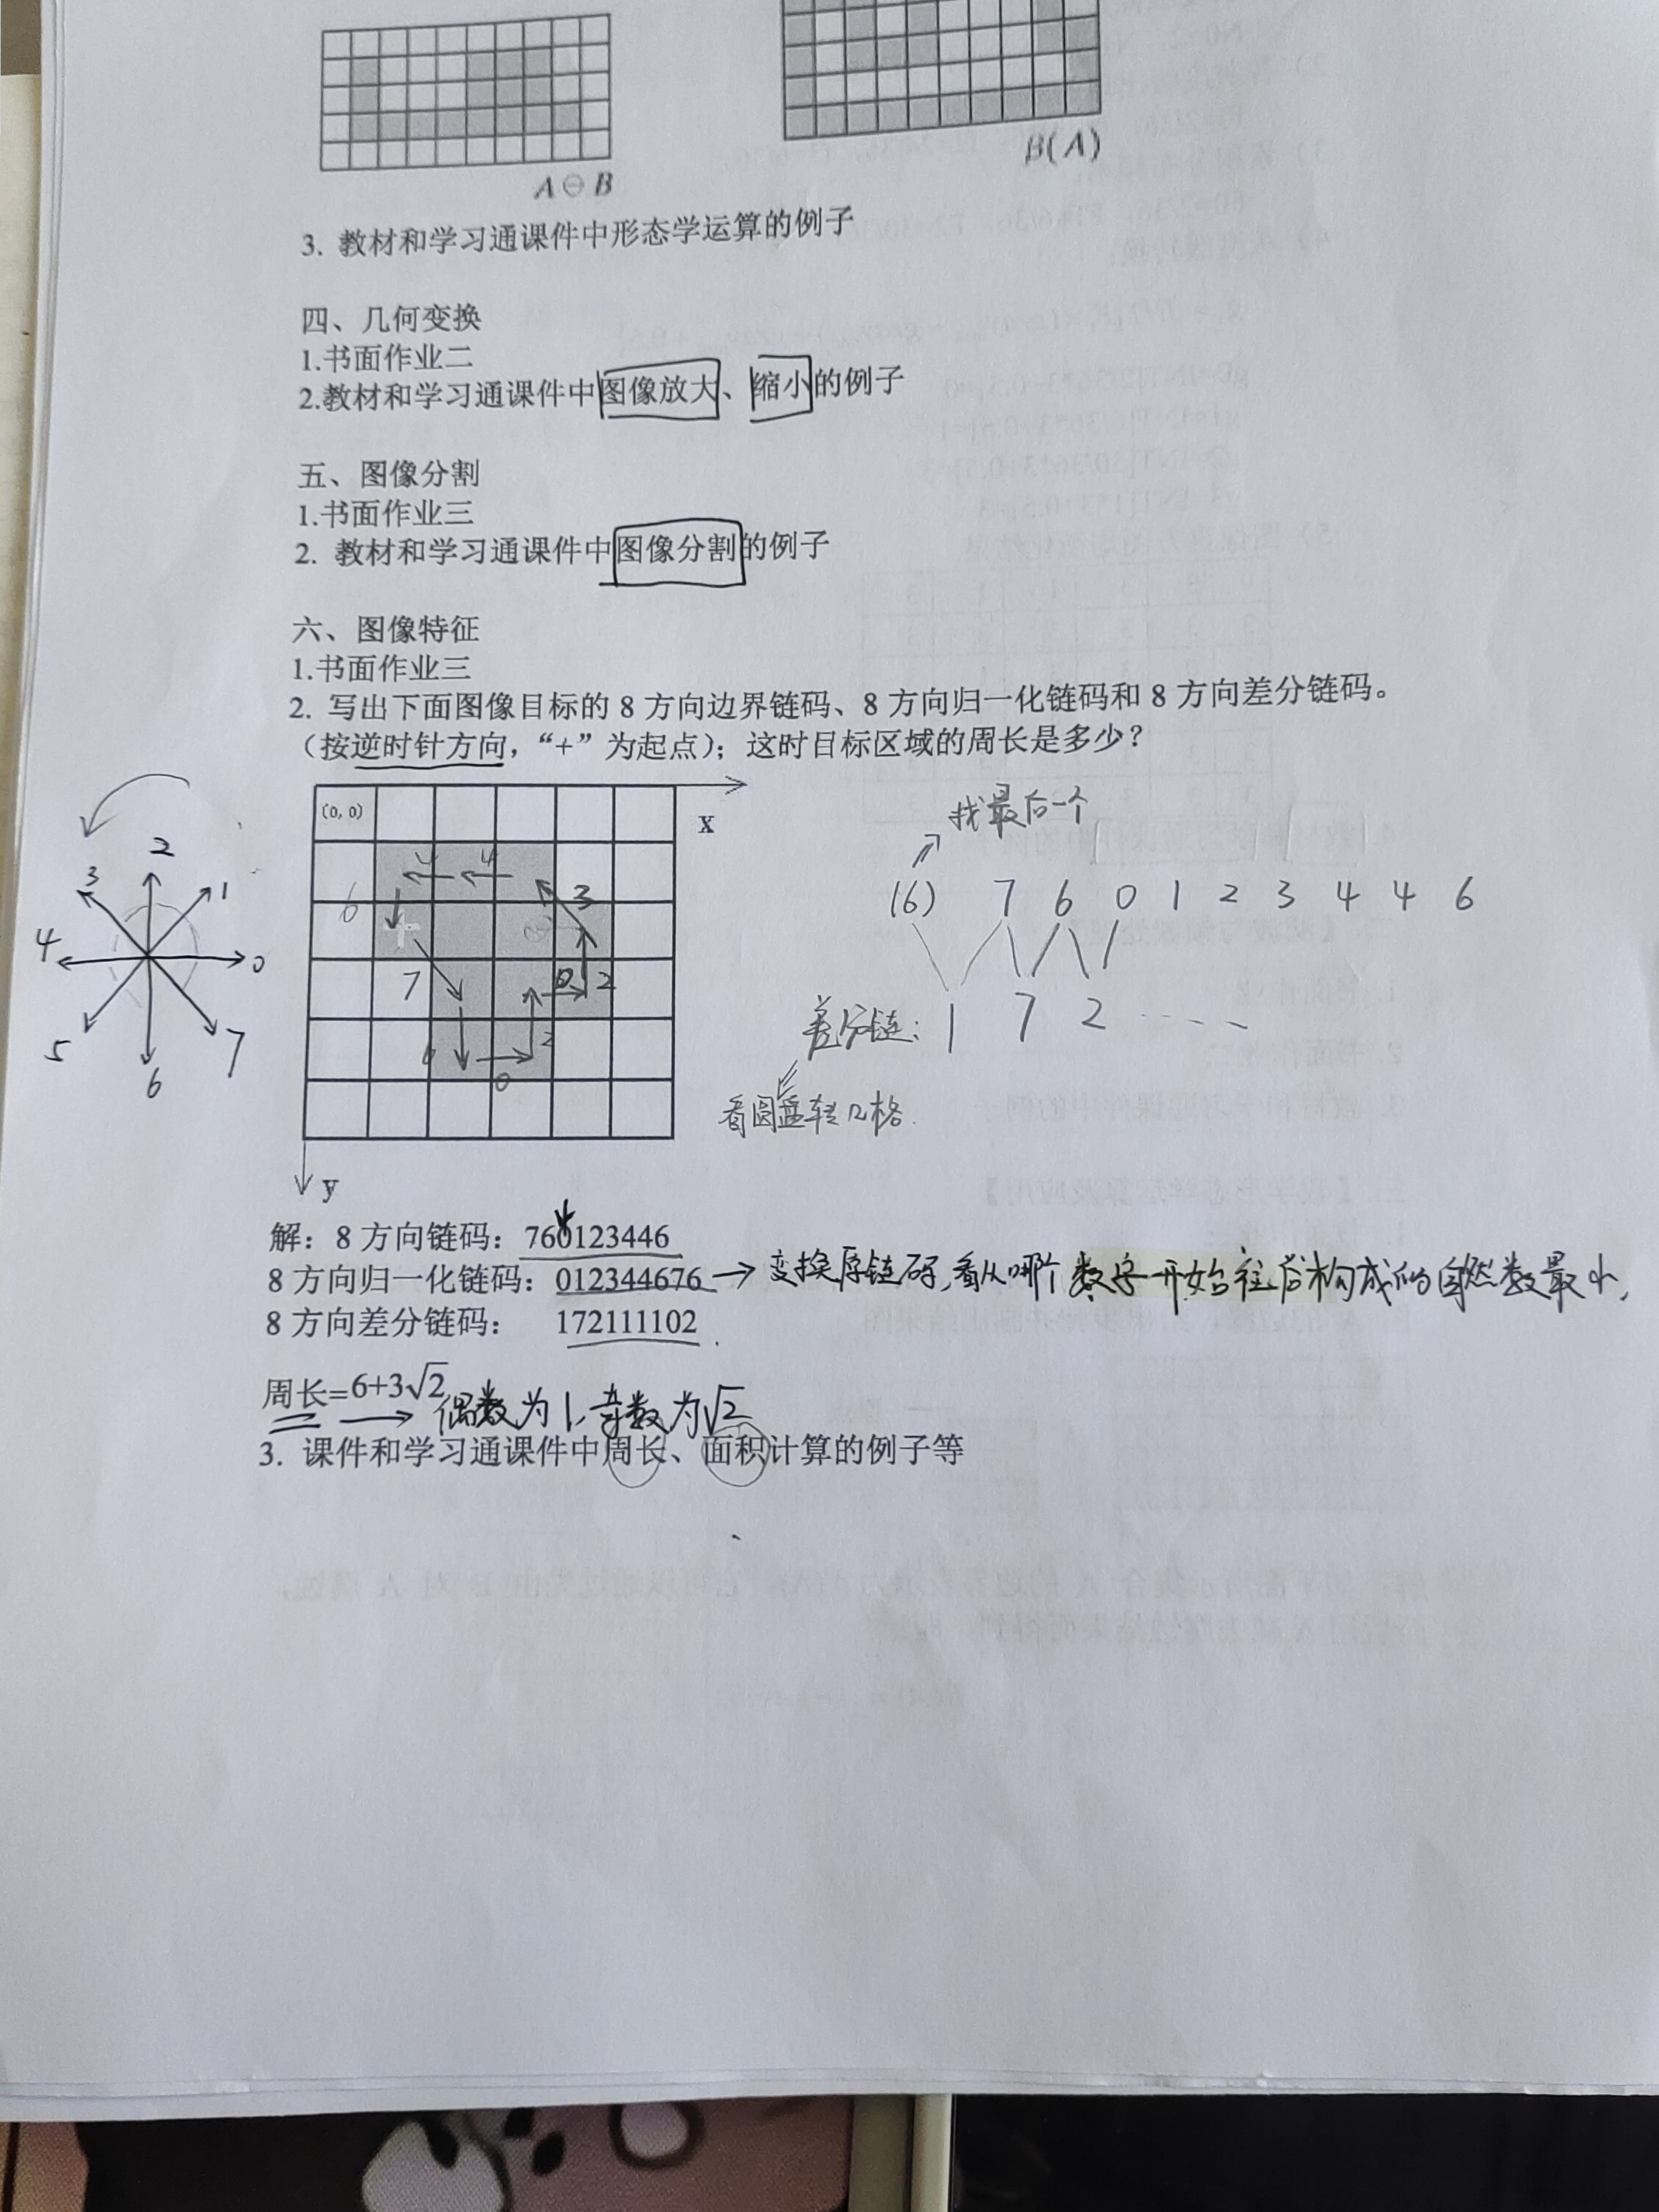 A ⊖ B
β(A)
3. 教材和学习通课件中形态学运算的例子
四、几何变换
1.书面作业二
2.教材和学习通课件中图像放大、缩小的例子
五、图像分割
1.书面作业三
2. 教材和学习通课件中图像分割的例子
六、图像特征
1.书面作业三
2. 写出下面图像目标的 8 方向边界链码、8 方向归一化链码和 8 方向差分链码。
（按逆时针方向，“+”为起点）；这时目标区域的周长是多少？
(0, 0)
x
找最后一个
2
3 1
4 0
5 7
6
4 4
6 3
+
7 0 2
6 2
0
(6) 7 6 0 1 2 3 4 4 6
差分链: 1 7 2 ----
看圆盘转几格.
y
解：8 方向链码：760123446
8 方向归一化链码：012344676 → 变换原链码,看从哪个数字开始往后构成的自然数最小,
8 方向差分链码： 172111102
周长=6+3√2 → 偶数为1,奇数为√2
3. 课件和学习通课件中周长、面积计算的例子等